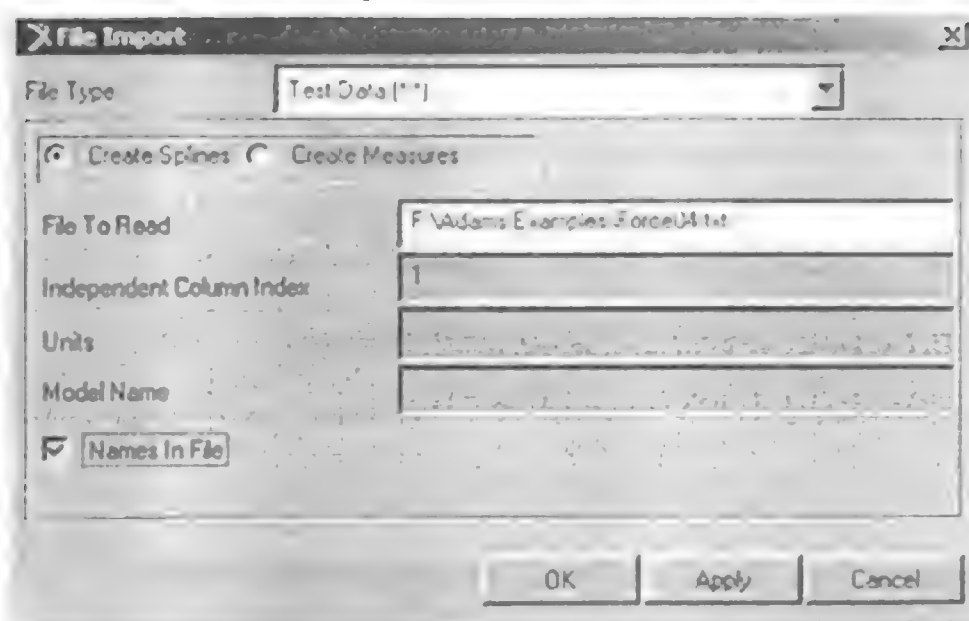 File Import
File Type Test Data (*.*)
Create Splines Create Measures
File To Read F:\Adams Examples\Force04.txt
Independent Column Index 1
Units
Model Name
Names In File
OK Apply Cancel